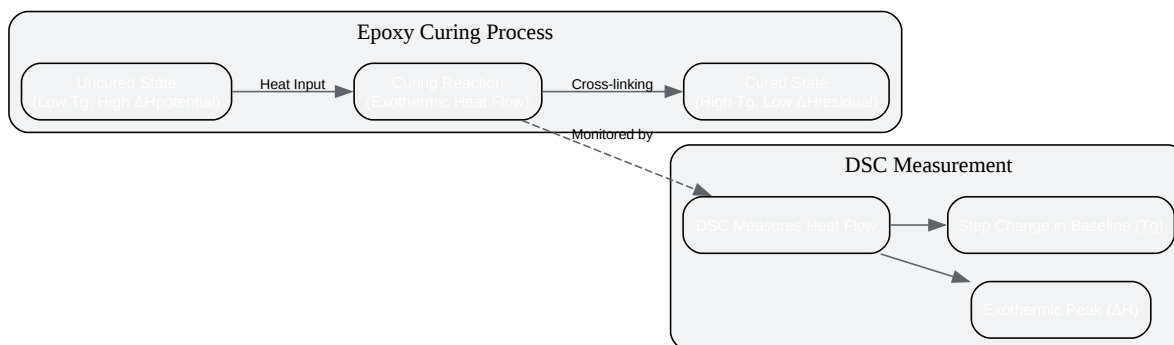 Epoxy Curing Process
Uncured State
(Low Tg, High ΔHpotential)
Heat Input
Curing Reaction
(Exothermic Heat Flow)
Cross-linking
Cured State
(High Tg, Low ΔHresidual)
Monitored by
DSC Measurement
DSC Measures Heat Flow
Step Change in Baseline (Tg)
Exothermic Peak (ΔH)